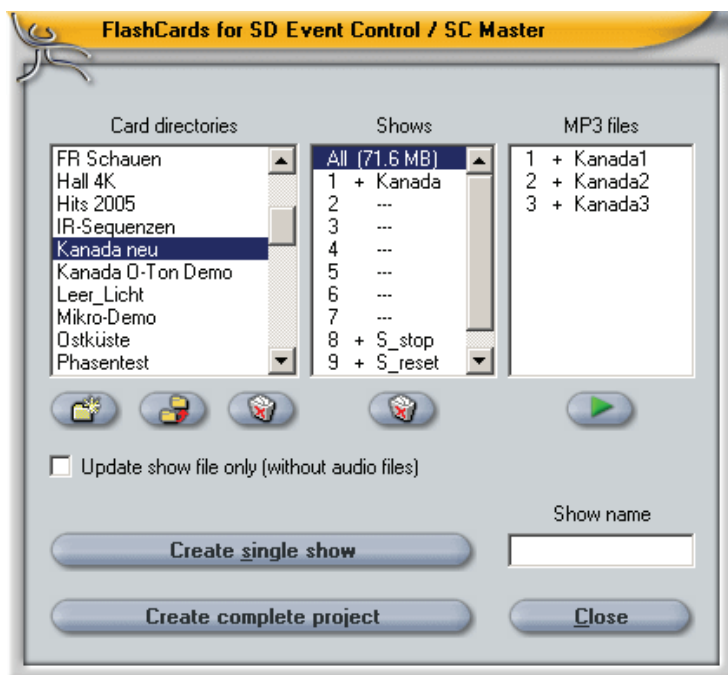 FlashCards for SD Event Control / SC Master
Card directories
FR Schauen
Hall 4K
Hits 2005
IR-Sequenzen
Kanada neu
Kanada O-Ton Demo
Leer_Licht
Mikro-Demo
Ostküste
Phasentest
Shows
All (71.6 MB)
1 + Kanada
2 ---
3 ---
4 ---
5 ---
6 ---
7 ---
8 + S_stop
9 + S_reset
MP3 files
1 + Kanada1
2 + Kanada2
3 + Kanada3
Update show file only (without audio files)
Show name
Create single show
Create complete project
Close